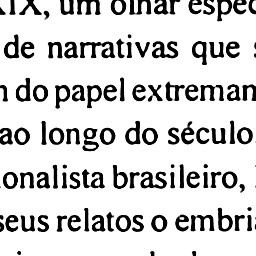 XIX, um olhar espec
de narrativas que s
do papel extreman
ao longo do século
onalista brasileiro,
seus relatos o embria